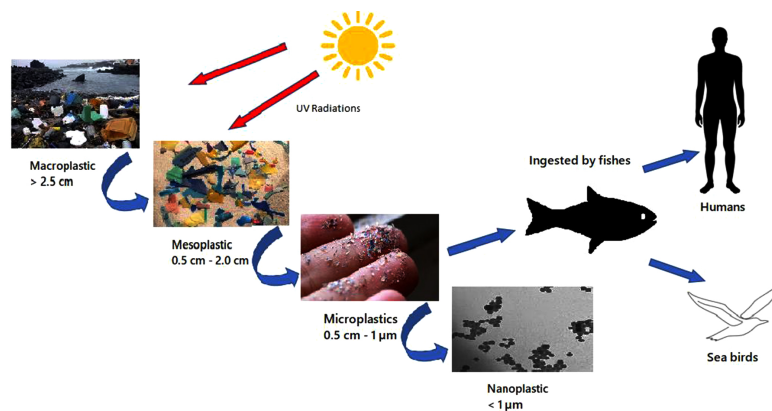 UV Radiations
Macroplastic
> 2.5 cm
Mesoplastic
0.5 cm - 2.0 cm
Microplastics
0.5 cm - 1 µm
Nanoplastic
< 1 µm
Ingested by fishes
Humans
Sea birds